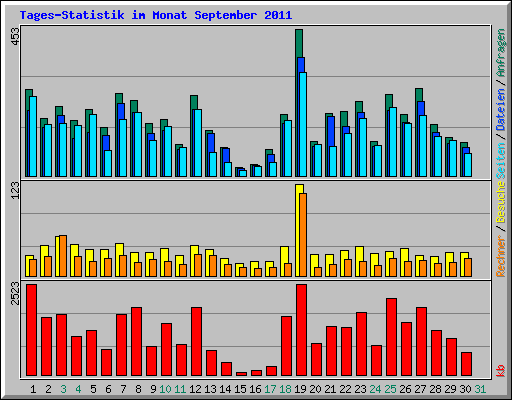 Tages-Statistik im Monat September 2011
453
123
2523
Rechner / Besuche Seiten / Dateien / Anfragen
kb
1 2 3 4 5 6 7 8 9 10 11 12 13 14 15 16 17 18 19 20 21 22 23 24 25 26 27 28 29 30 31